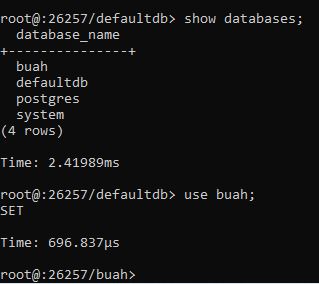 root@:26257/defaultdb> show databases;
  database_name
+---------------+
  buah
  defaultdb
  postgres
  system
(4 rows)

Time: 2.41989ms

root@:26257/defaultdb> use buah;
SET

Time: 696.837µs

root@:26257/buah>